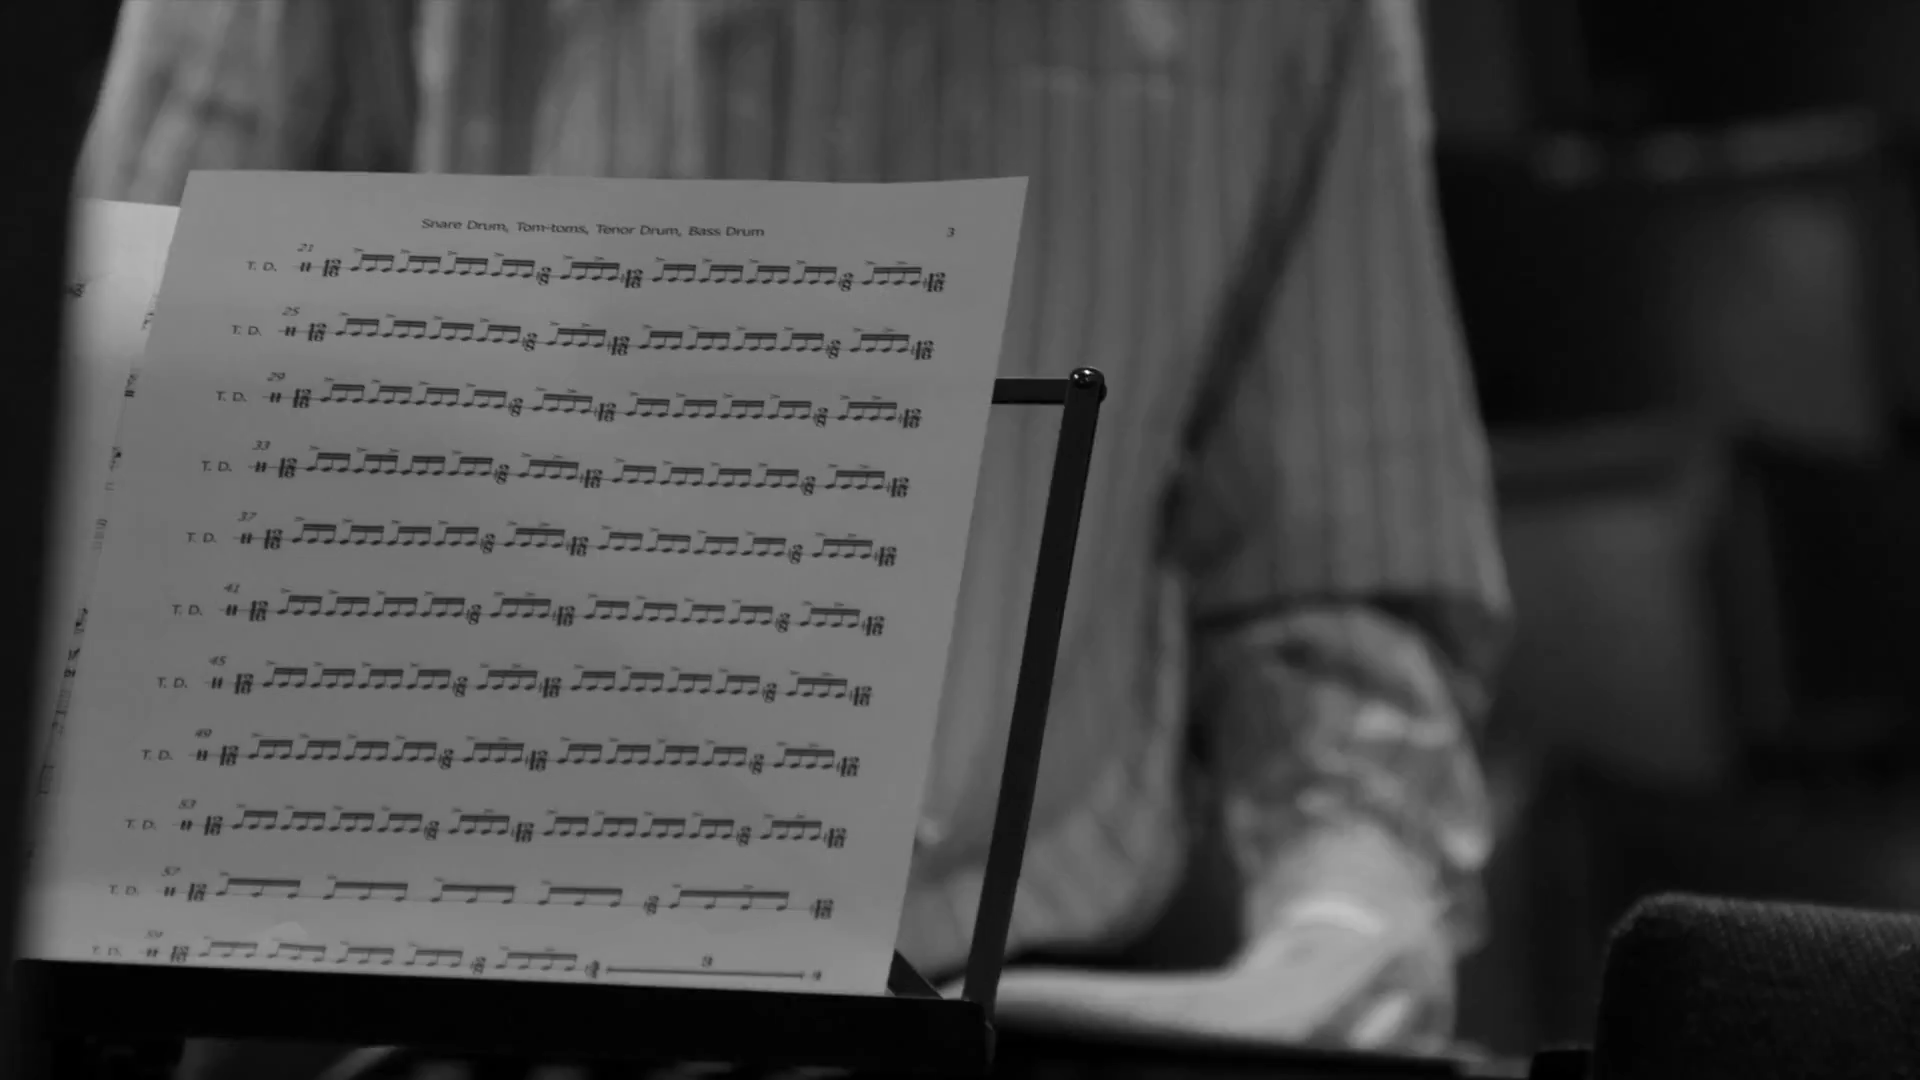 Snare Drum, Tom-toms, Tenor Drum, Bass Drum 3
21
T. D.
25
T. D.
29
T. D.
33
T. D.
37
T. D.
41
T. D.
45
T. D.
49
T. D.
53
T. D.
57
T. D.
59
T. D.